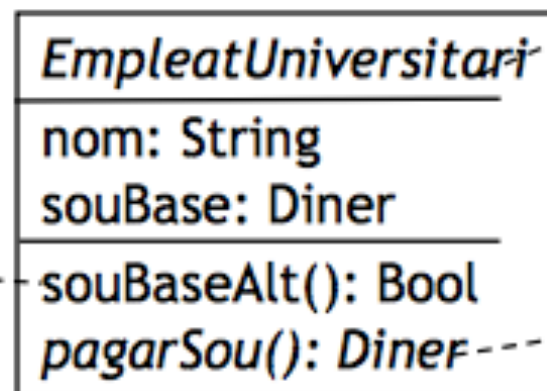 EmpleatUniversitari
nom: String
souBase: Diner
souBaseAlt(): Bool
pagarSou(): Diner